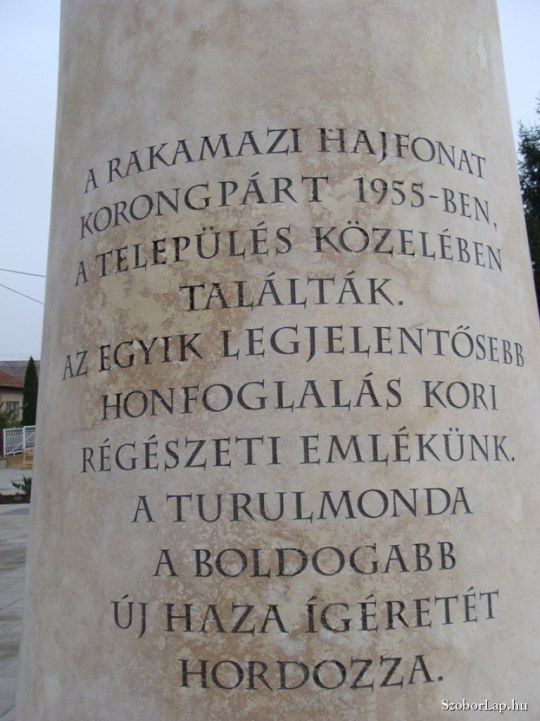 A RAKAMAZI HAJFONAT
KORONGPÁRT 1955-BEN,
A TELEPÜLÉS KÖZELÉBEN
TALÁLTÁK.
AZ EGYIK LEGJELENTŐSEBB
HONFOGLALÁS KORI
RÉGÉSZETI EMLÉKÜNK.
A TURULMONDA
A BOLDOGABB
ÚJ HAZA ÍGÉRETÉT
HORDOZZA.
SzoborLap.hu